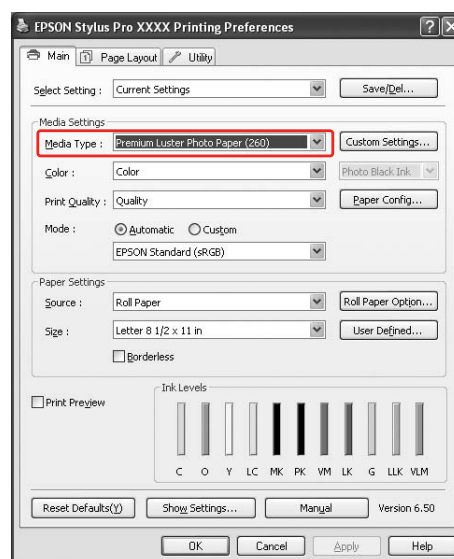 EPSON Stylus Pro XXXX Printing Preferences
Main Page Layout Utility
Select Setting : Current Settings Save/Del...
Media Settings
Media Type : Premium Luster Photo Paper (260) Custom Settings...
Color : Color Photo Black Ink
Print Quality : Quality Paper Config...
Mode : Automatic Custom
EPSON Standard (sRGB)
Paper Settings
Source : Roll Paper Roll Paper Option...
Size : Letter 8 1/2 x 11 in User Defined...
Borderless
Print Preview
Ink Levels
C O Y LC MK PK VM LK G LLK VLM
Reset Defaults(Y) Show Settings... Manual Version 6.50
OK Cancel Apply Help